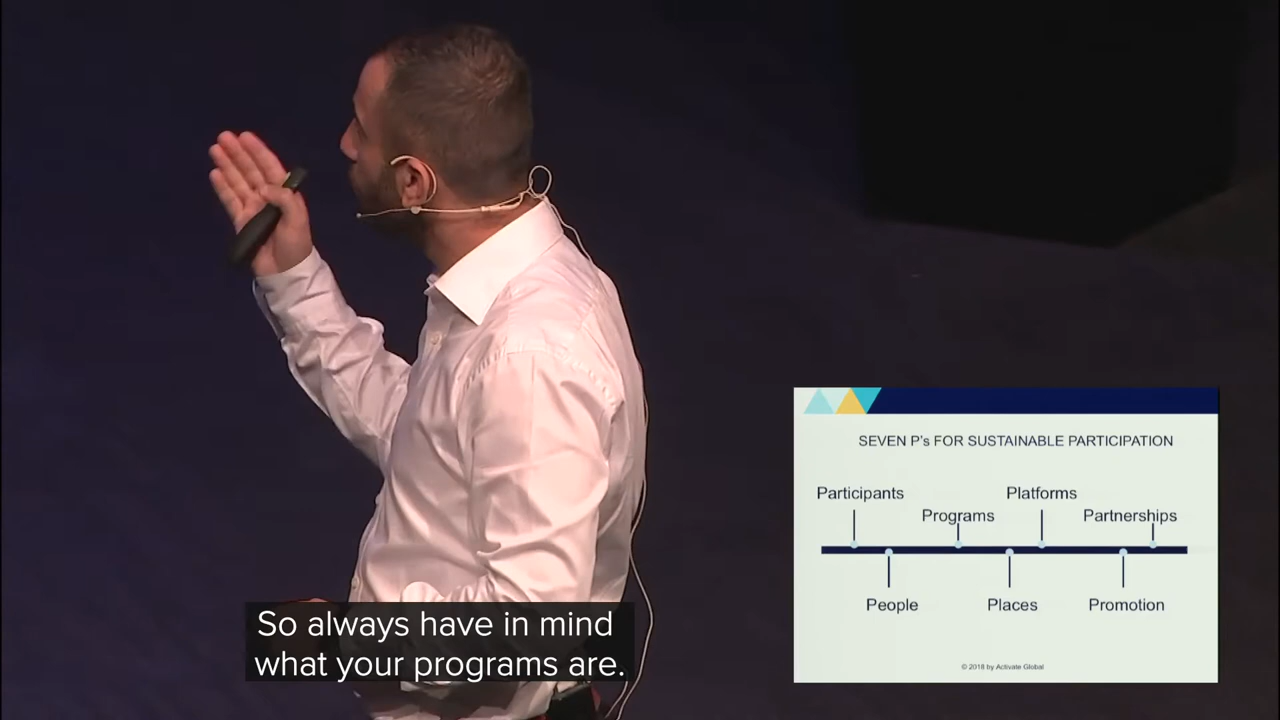 SEVEN P's FOR SUSTAINABLE PARTICIPATION
Participants
Platforms
Programs
Partnerships
People
Places
Promotion
© 2018 by Activate Global
So always have in mind
what your programs are.